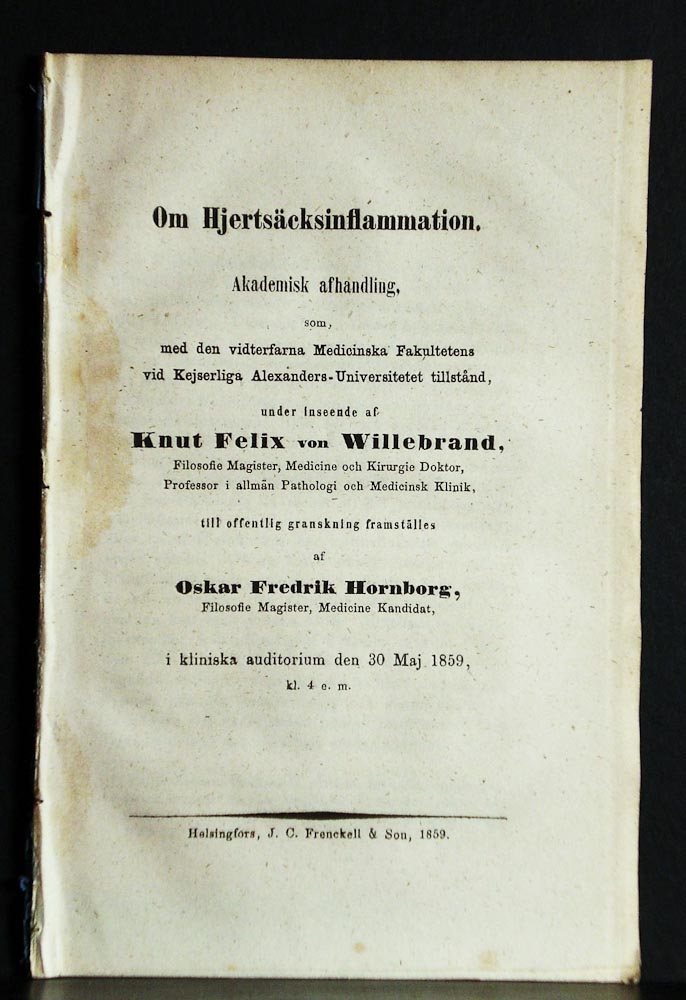 Om Hjertsäcksinflammation.
Akademisk afhandling,
som,
med den vidterfarna Medicinska Fakultetens
vid Kejserliga Alexanders-Universitetet tillstånd,
under inseende af
Knut Felix von Willebrand,
Filosofie Magister, Medicine och Kirurgie Doktor,
Professor i allmän Pathologi och Medicinsk Klinik,
till offentlig granskning framställes
af
Oskar Fredrik Hornborg,
Filosofie Magister, Medicine Kandidat,
i kliniska auditorium den 30 Maj 1859,
kl. 4 e. m.
Helsingfors, J. C. Frenckell & Son, 1859.